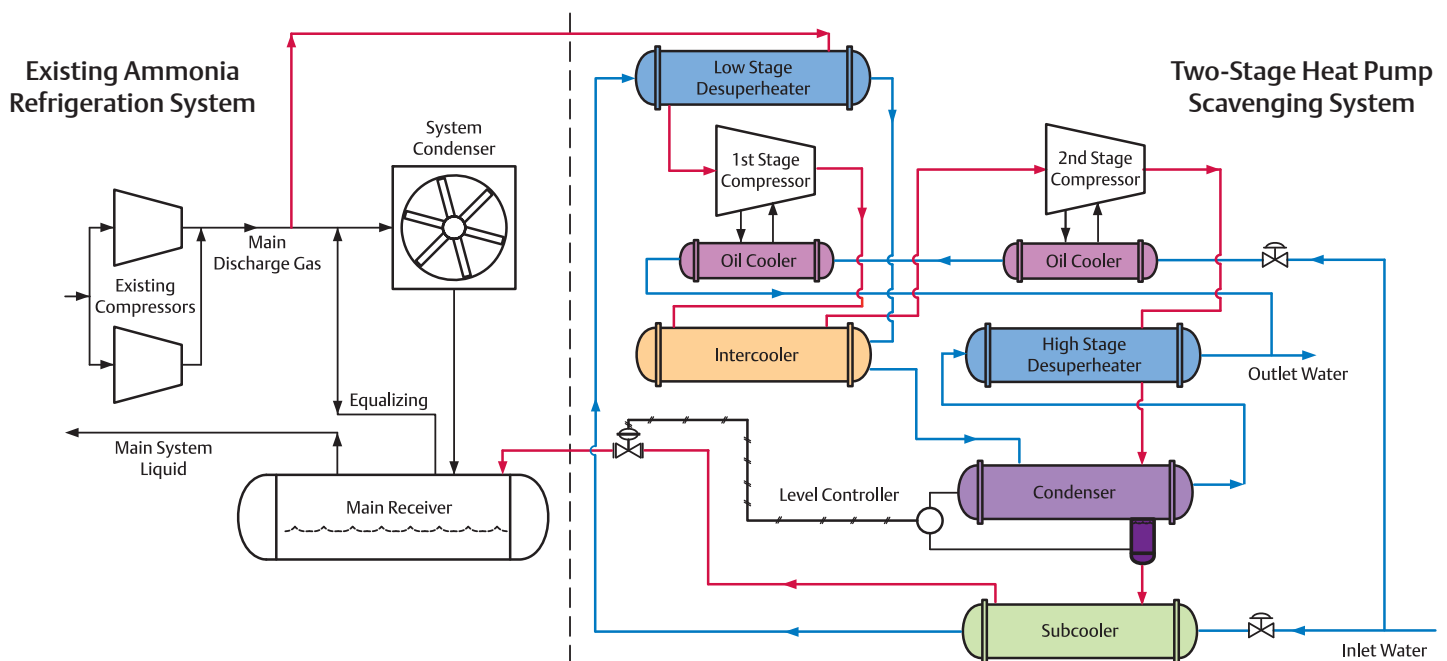 Existing Ammonia
Refrigeration System
Two-Stage Heat Pump
Scavenging System
Low Stage
Desuperheater
System
Condenser
1st Stage
Compressor
2nd Stage
Compressor
Main
Discharge Gas
Oil Cooler
Oil Cooler
Existing
Compressors
Intercooler
High Stage
Desuperheater
Outlet Water
Equalizing
Main System
Liquid
Level Controller
Condenser
Main Receiver
Subcooler
Inlet Water